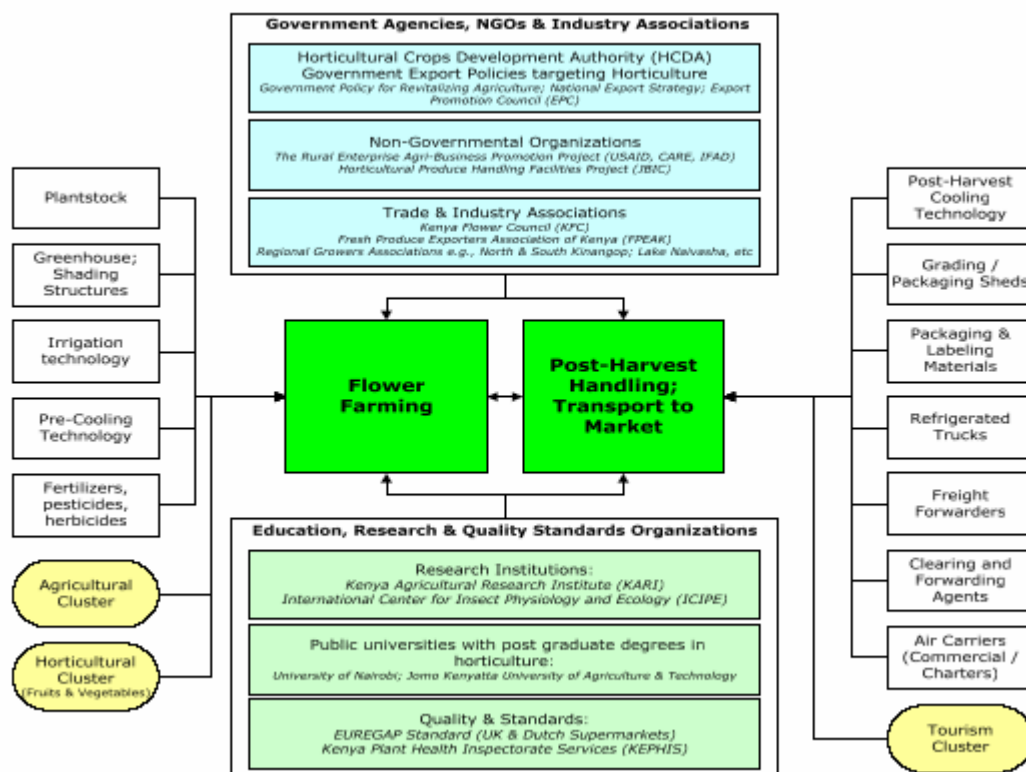 Government Agencies, NGOs & Industry Associations
Horticultural Crops Development Authority (HCDA)
Government Export Policies targeting Horticulture
Government Policy for Revitalizing Agriculture; National Export Strategy; Export
Promotion Council (EPC)
Non-Governmental Organizations
The Rural Enterprise Agri-Business Promotion Project (USAID, CARE, IFAD)
Horticultural Produce Handling Facilities Project (JBIC)
Trade & Industry Associations
Kenya Flower Council (KFC)
Fresh Produce Exporters Association of Kenya (FPEAK)
Regional Growers Associations e.g., North & South Kinangop; Lake Naivasha, etc
Plantstock
Greenhouse;
Shading
Structures
Irrigation
technology
Pre-Cooling
Technology
Fertilizers,
pesticides,
herbicides
Agricultural
Cluster
Horticultural
Cluster
(Fruits & Vegetables)
Flower
Farming
Post-Harvest
Handling;
Transport to
Market
Post-Harvest
Cooling
Technology
Grading /
Packaging Sheds
Packaging &
Labeling
Materials
Refrigerated
Trucks
Freight
Forwarders
Clearing and
Forwarding
Agents
Air Carriers
(Commercial /
Charters)
Tourism
Cluster
Education, Research & Quality Standards Organizations
Research Institutions:
Kenya Agricultural Research Institute (KARI)
International Center for Insect Physiology and Ecology (ICIPE)
Public universities with post graduate degrees in
horticulture:
University of Nairobi; Jomo Kenyatta University of Agriculture & Technology
Quality & Standards:
EUREGAP Standard (UK & Dutch Supermarkets)
Kenya Plant Health Inspectorate Services (KEPHIS)